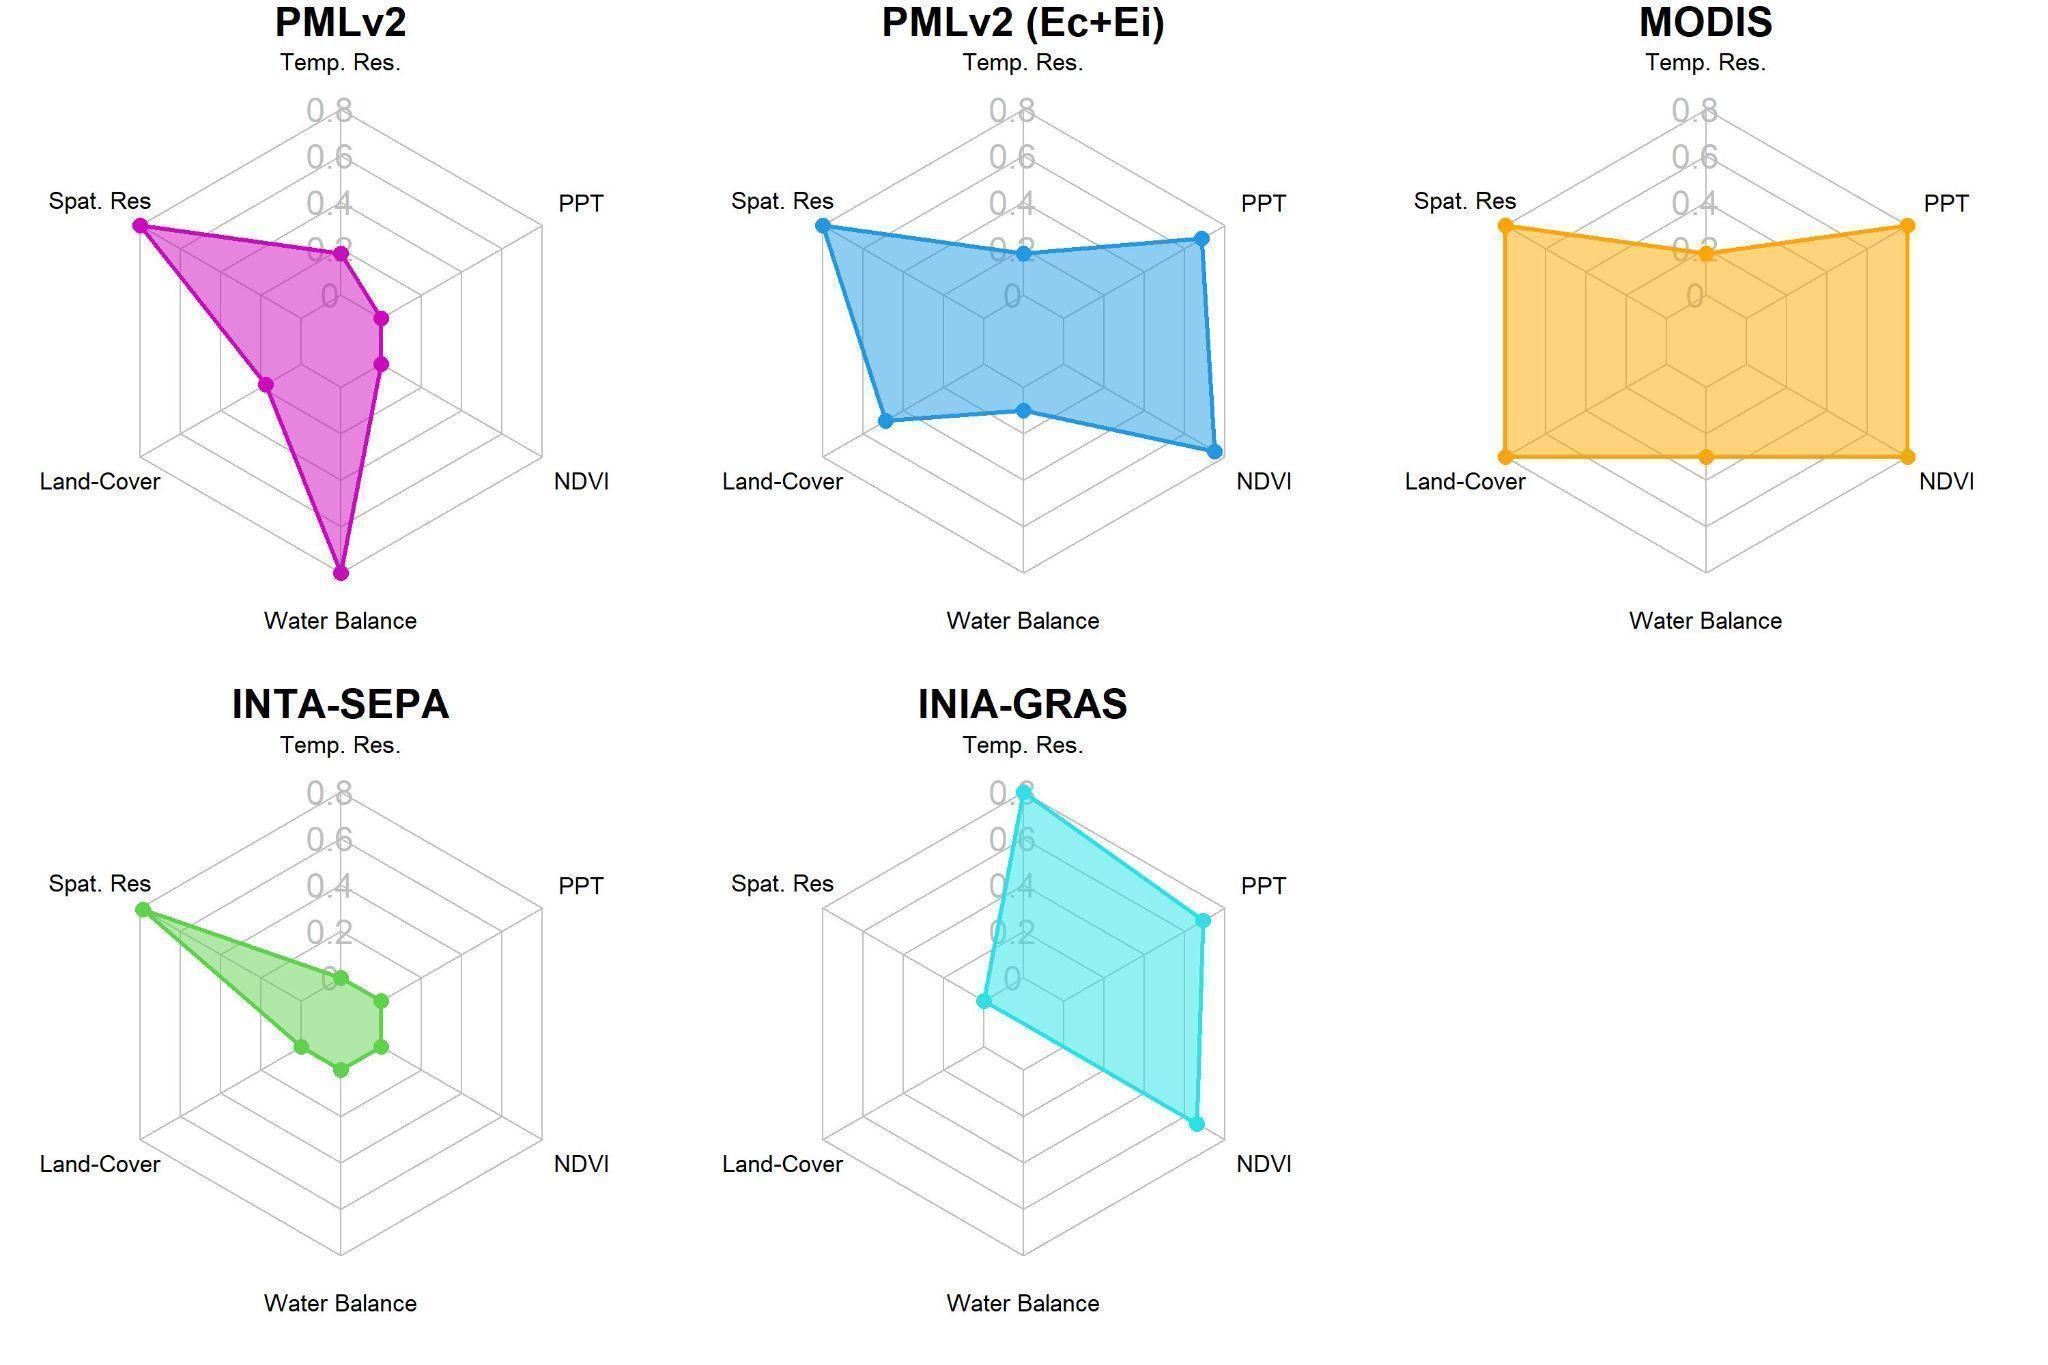 PMLv2
Temp. Res.
0.8
0.6
0.4
0.2
0
Spat. Res
PPT
Land-Cover
NDVI
Water Balance
PMLv2 (Ec+Ei)
Temp. Res.
0.8
0.6
0.4
0.2
0
Spat. Res
PPT
Land-Cover
NDVI
Water Balance
MODIS
Temp. Res.
0.8
0.6
0.4
0.2
0
Spat. Res
PPT
Land-Cover
NDVI
Water Balance
INTA-SEPA
Temp. Res.
0.8
0.6
0.4
0.2
0
Spat. Res
PPT
Land-Cover
NDVI
Water Balance
INIA-GRAS
Temp. Res.
0.8
0.6
0.4
0.2
0
Spat. Res
PPT
Land-Cover
NDVI
Water Balance